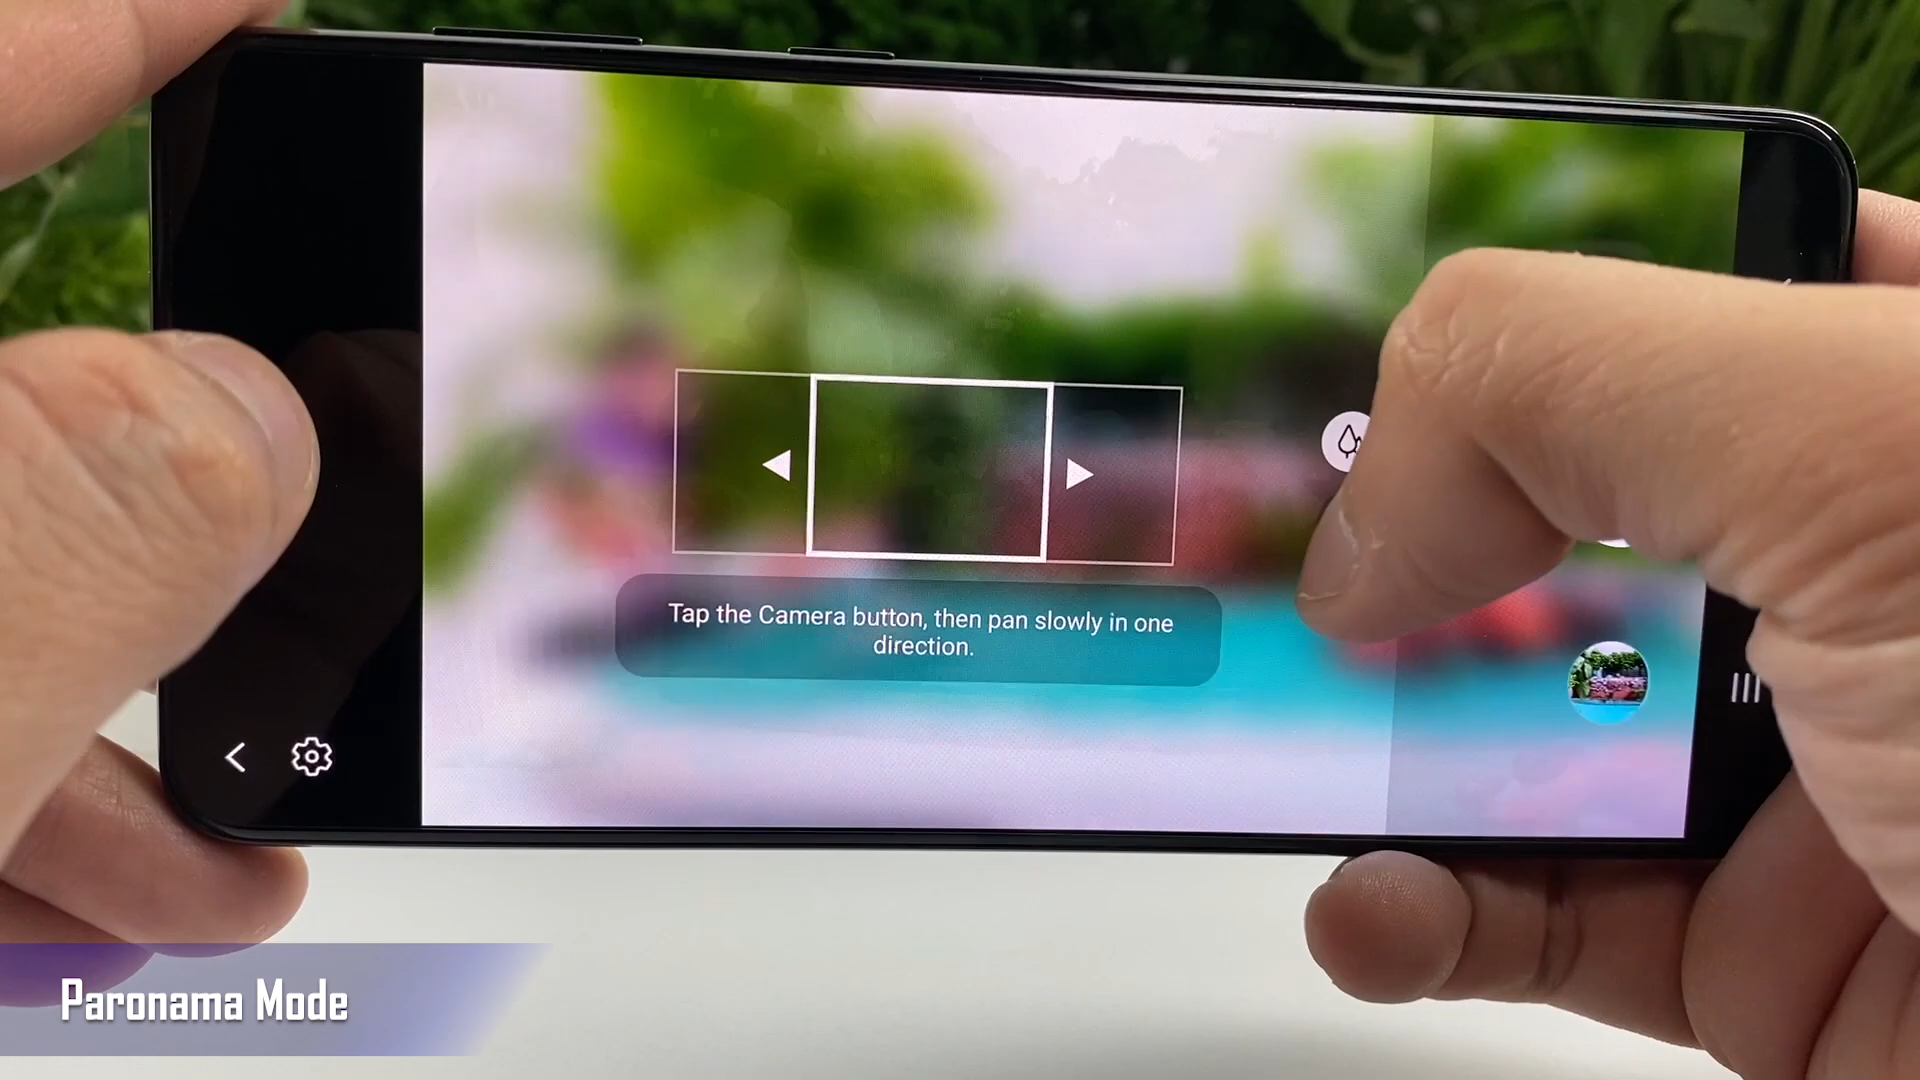 Tap the Camera button, then pan slowly in one
direction.
Paronama Mode